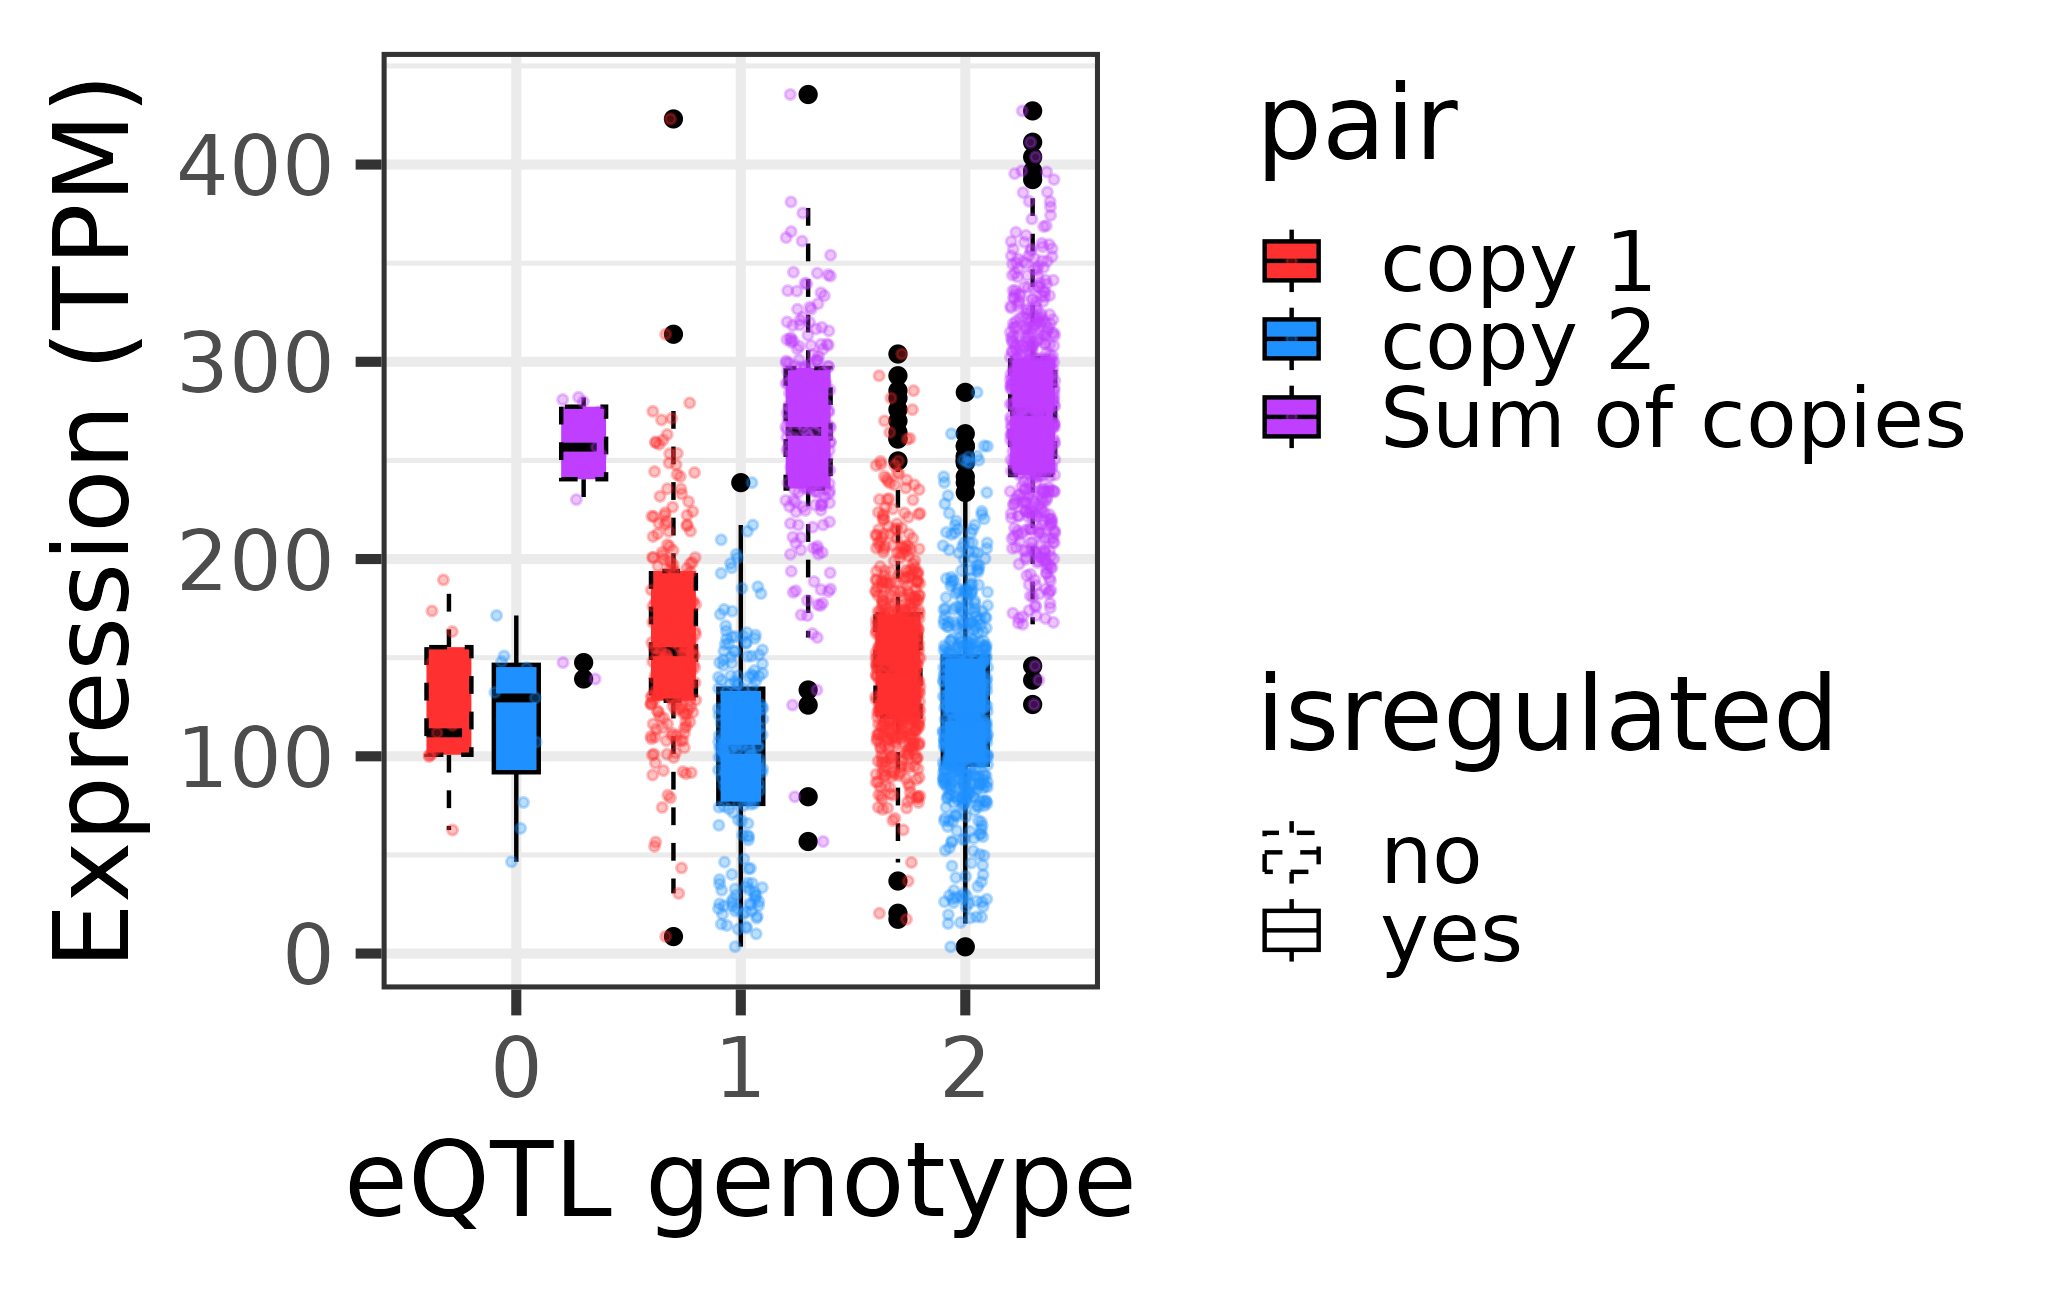 Expression (TPM)
400
300
200
100
0
0 1 2
eQTL genotype
pair
copy 1
copy 2
Sum of copies
isregulated
no
yes